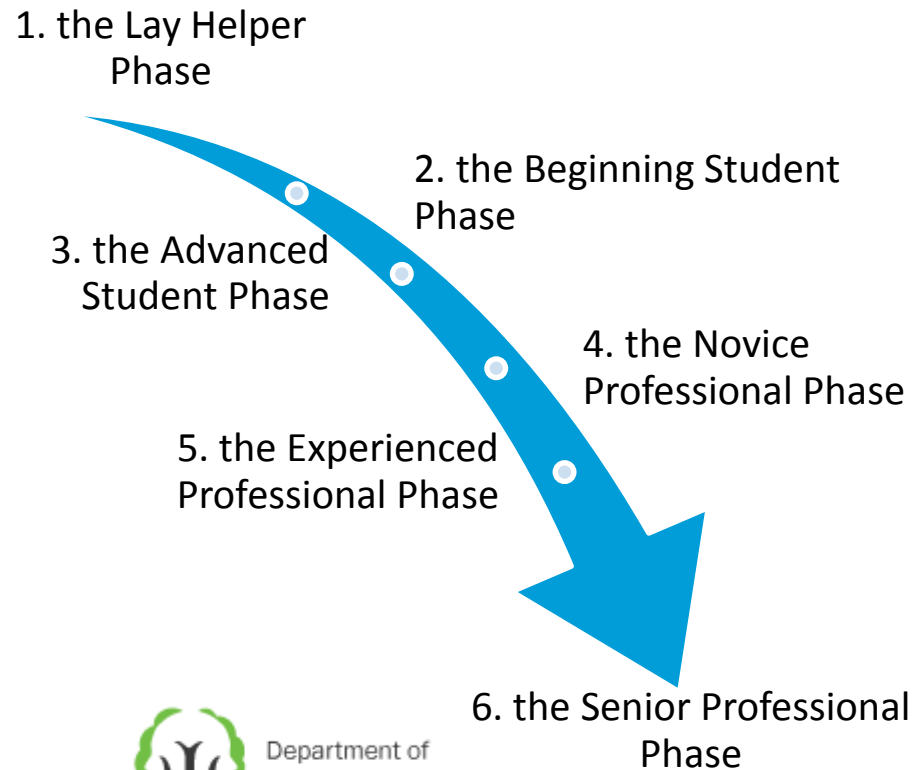 1. the Lay Helper
Phase
2. the Beginning Student
Phase
3. the Advanced
Student Phase
4. the Novice
Professional Phase
5. the Experienced
Professional Phase
6. the Senior Professional
Phase
Department of